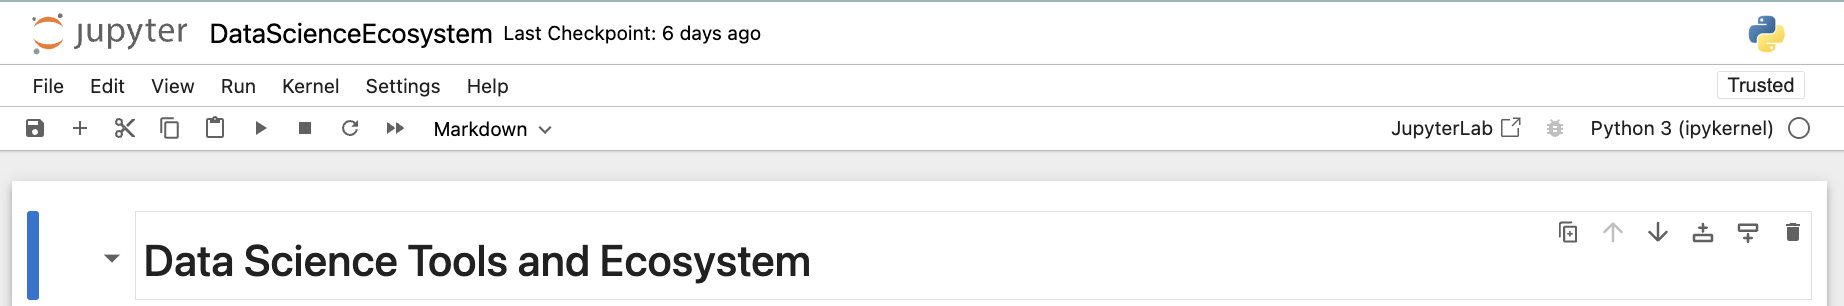 jupyter DataScienceEcosystem Last Checkpoint: 6 days ago
File Edit View Run Kernel Settings Help Trusted
Markdown JupyterLab Python 3 (ipykernel)
Data Science Tools and Ecosystem